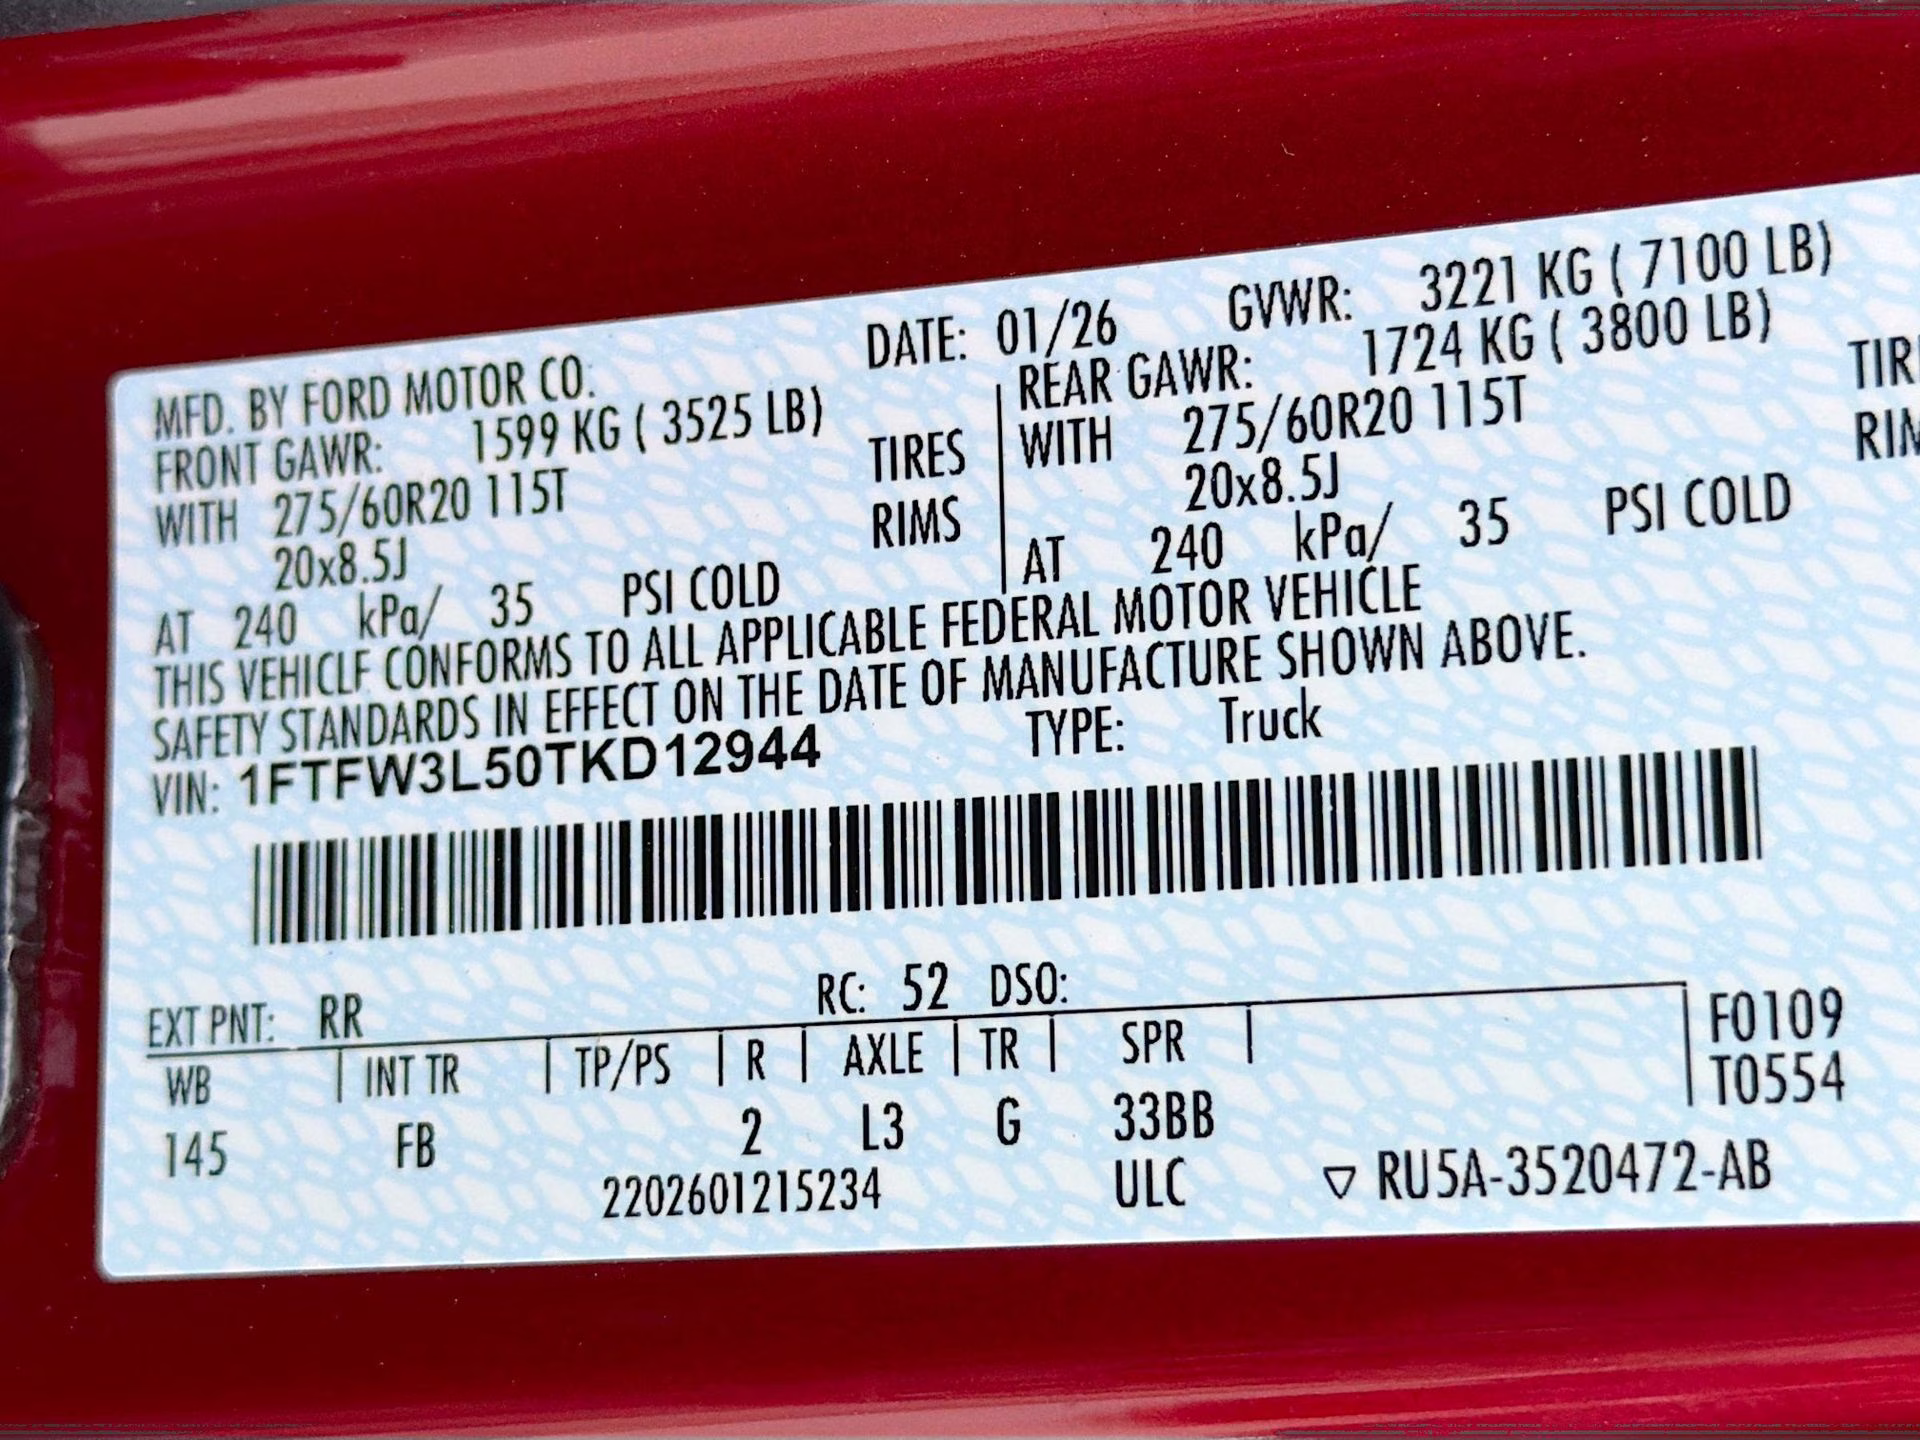 DATE: 01/26 GVWR: 3221 KG ( 7100 LB)
MFD. BY FORD MOTOR CO.
FRONT GAWR: 1599 KG ( 3525 LB)
WITH 275/60R20 115T TIRES
20x8.5J RIMS
AT 240 kPa/ 35 PSI COLD
REAR GAWR: 1724 KG ( 3800 LB)
WITH 275/60R20 115T TIR
20x8.5J RIM
AT 240 kPa/ 35 PSI COLD
THIS VEHICLE CONFORMS TO ALL APPLICABLE FEDERAL MOTOR VEHICLE
SAFETY STANDARDS IN EFFECT ON THE DATE OF MANUFACTURE SHOWN ABOVE.
VIN: 1FTFW3L50TKD12944 TYPE: Truck
EXT PNT: RR RC: 52 DSO:
WB | INT TR | TP/PS | R | AXLE | TR | SPR | F0109
T0554
145 FB 2 L3 G 33BB
2202601215234 ULC ▽ RU5A-3520472-AB